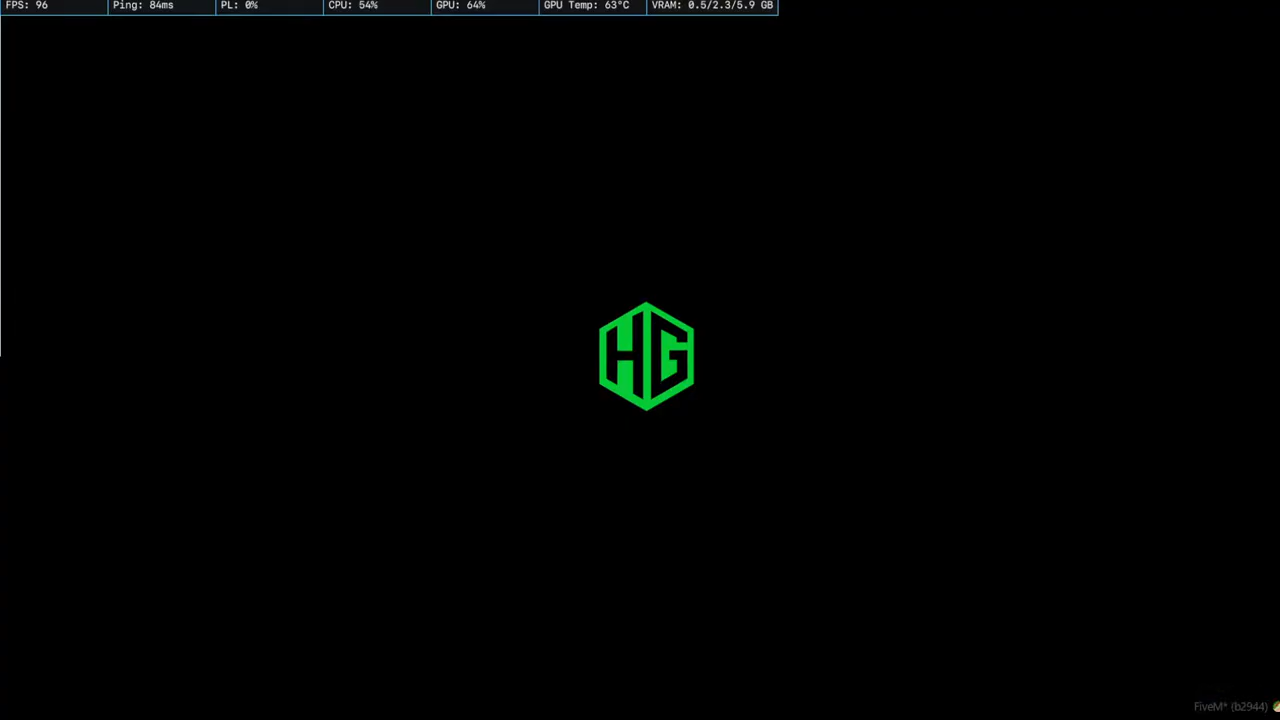 FPS: 96 Ping: 84ms PL: 0% CPU: 54% GPU: 64% GPU Temp: 63°C VRAM: 0.5/2.3/5.9 GB
HG
FiveM* (b2944)